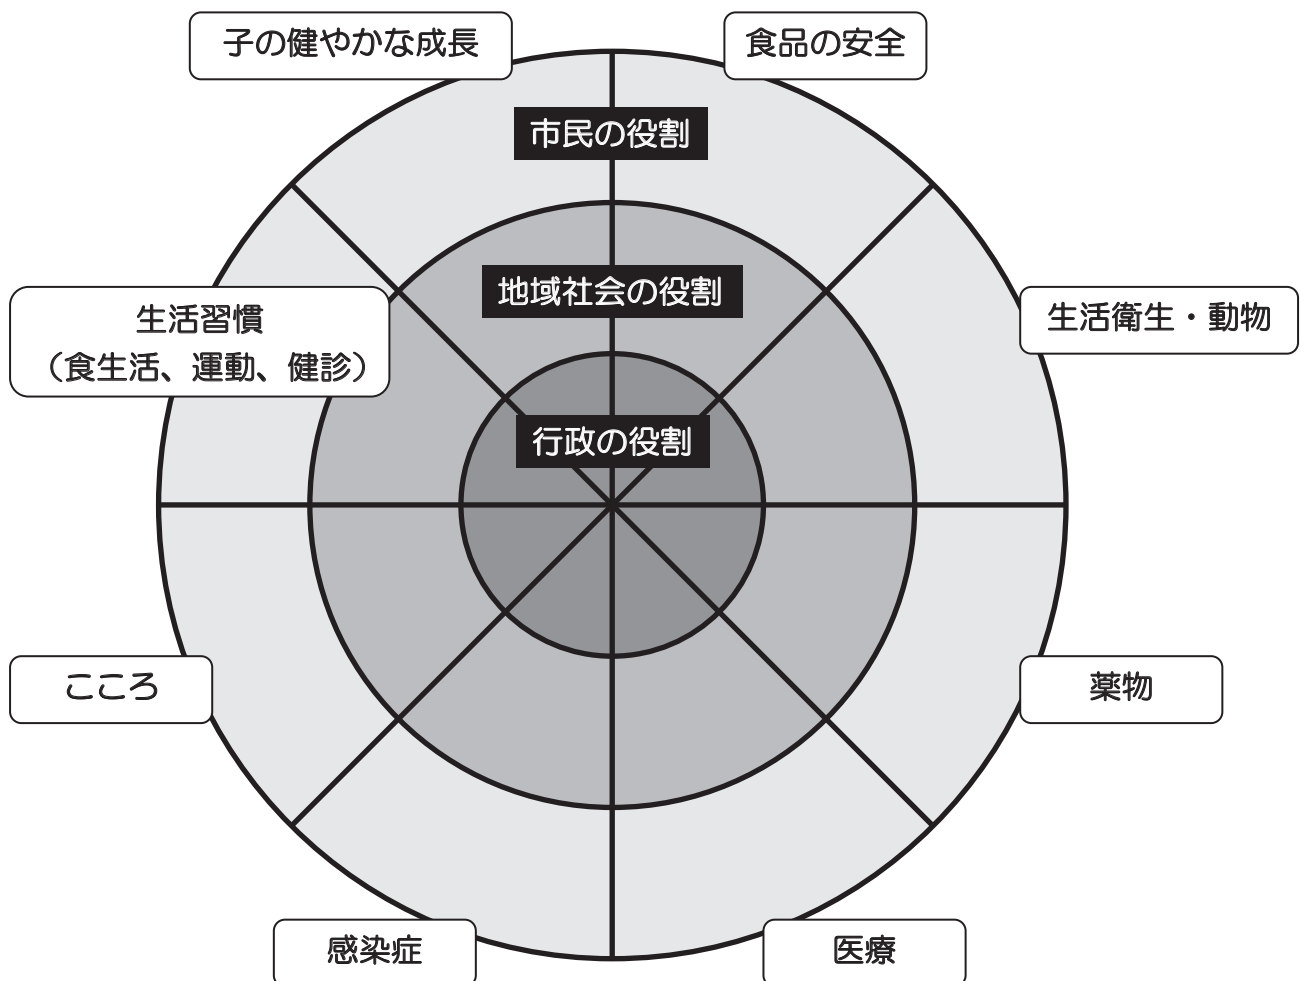 子の健やかな成長
食品の安全
市民の役割
地域社会の役割
生活習慣
（食生活、運動、健診）
生活衛生・動物
行政の役割
こころ
薬物
感染症
医療